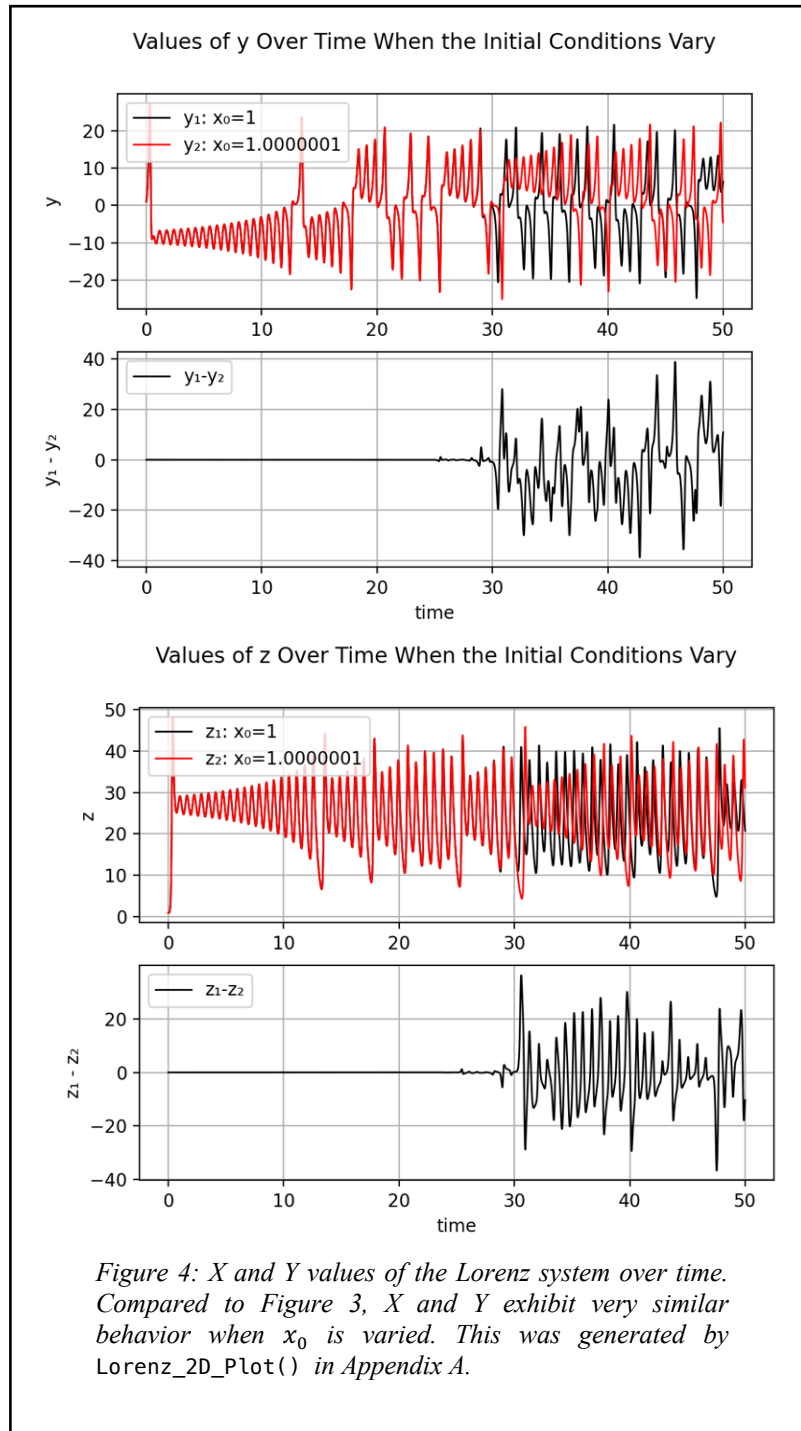 Values of y Over Time When the Initial Conditions Vary
y₁: x₀=1
y₂: x₀=1.0000001
20
10
0
−10
−20
y
0 10 20 30 40 50
y₁-y₂
40
20
0
−20
−40
y₁ - y₂
0 10 20 30 40 50
time
Values of z Over Time When the Initial Conditions Vary
z₁: x₀=1
z₂: x₀=1.0000001
50
40
30
20
10
0
z
0 10 20 30 40 50
z₁-z₂
20
0
−20
−40
z₁ - z₂
0 10 20 30 40 50
time
Figure 4: X and Y values of the Lorenz system over time.
Compared to Figure 3, X and Y exhibit very similar
behavior when x₀ is varied. This was generated by
Lorenz_2D_Plot() in Appendix A.